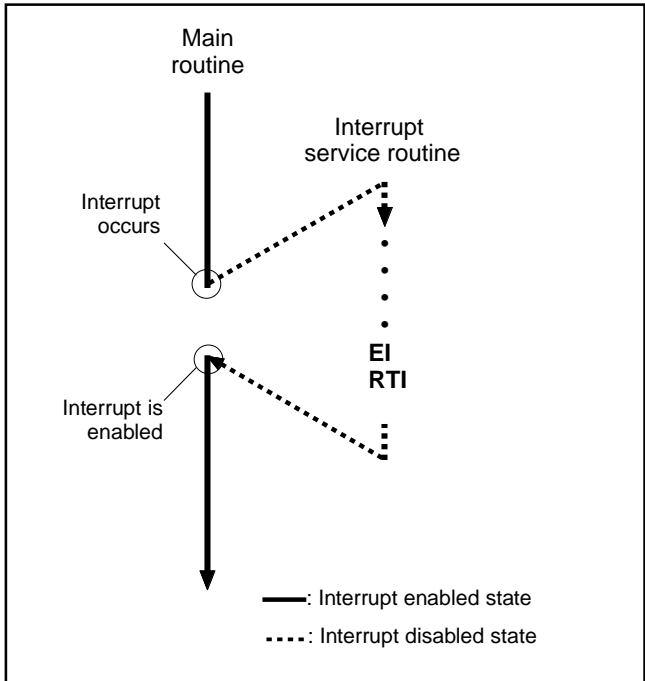 Main
routine
Interrupt
service routine
Interrupt
occurs
EI
RTI
Interrupt is
enabled
: Interrupt enabled state
: Interrupt disabled state